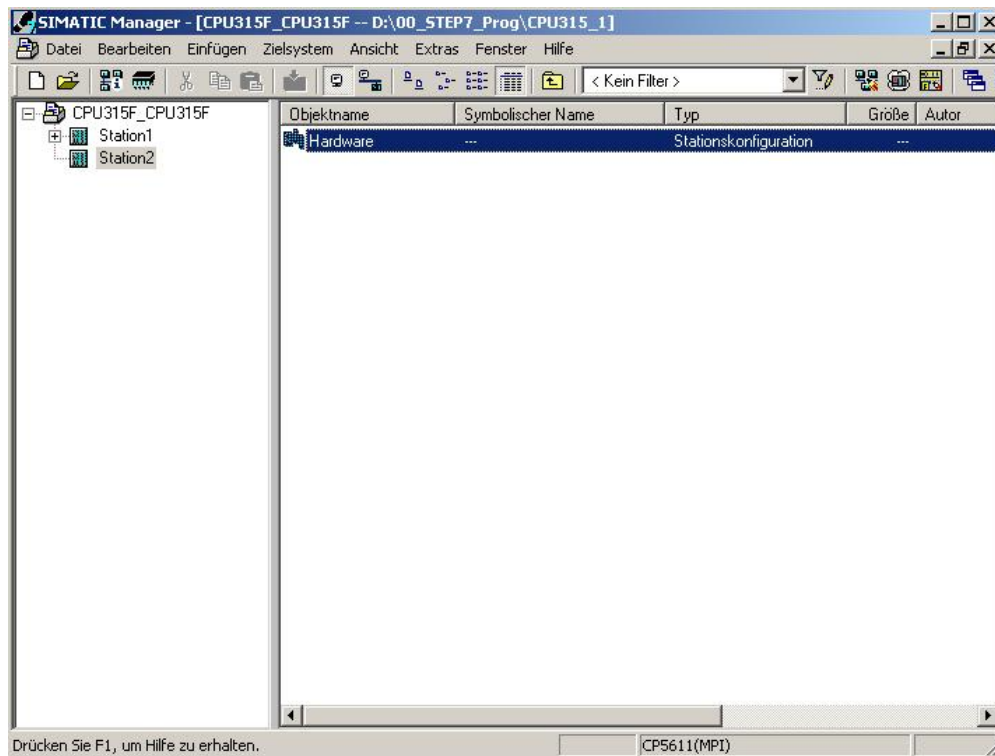 SIMATIC Manager - [CPU315F_CPU315F -- D:\00_STEP7_Prog\CPU315_1]
Datei Bearbeiten Einfügen Zielsystem Ansicht Extras Fenster Hilfe
< Kein Filter >
CPU315F_CPU315F
Station1
Station2
Objektname Symbolischer Name Typ Größe Autor
Hardware --- Stationskonfiguration ---
Drücken Sie F1, um Hilfe zu erhalten. CP5611(MPI)